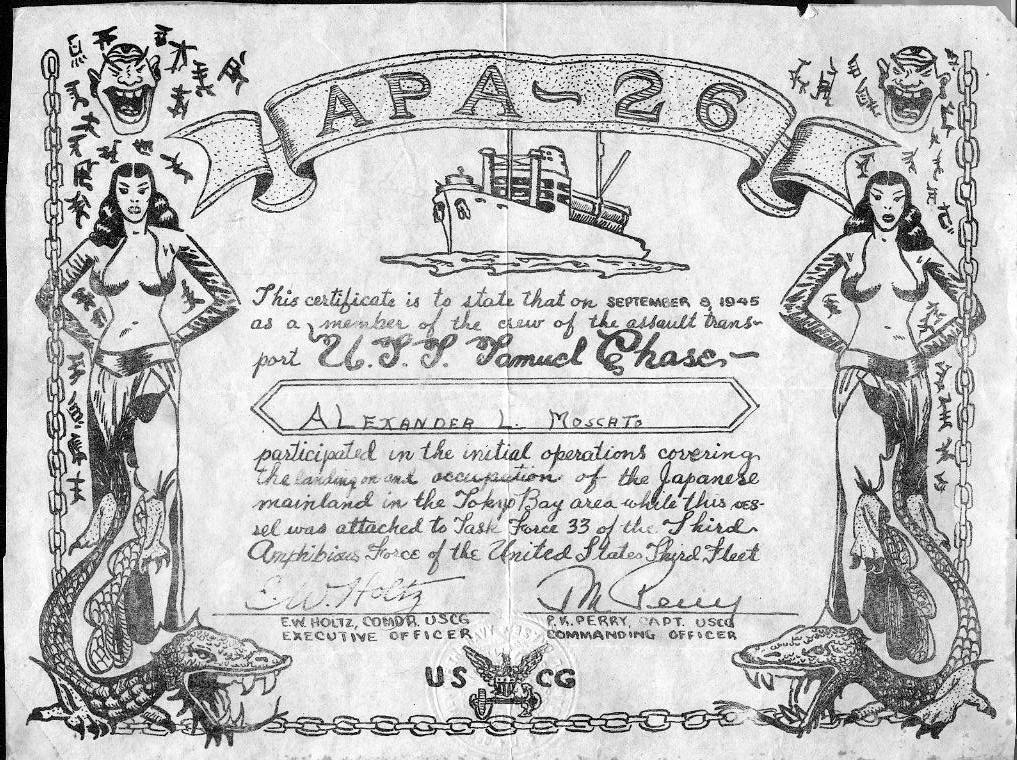 APA-26
This certificate is to state that on SEPTEMBER 9, 1945
as a member of the crew of the assault trans-
port U.S.S. Samuel Chase,-
ALEXANDER L. MOSCATO
participated in the initial operations covering
the landing on and occupation of the Japanese
mainland in the Tokyo Bay area while this ves-
sel was attached to Task Force 33 of the Third
Amphibious Force of the United States Third Fleet
E.W. Holtz
P.K. Perry
E.W. HOLTZ, COMDR. USCG
EXECUTIVE OFFICER
P.K. PERRY, CAPT. USCG
COMMANDING OFFICER
US CG